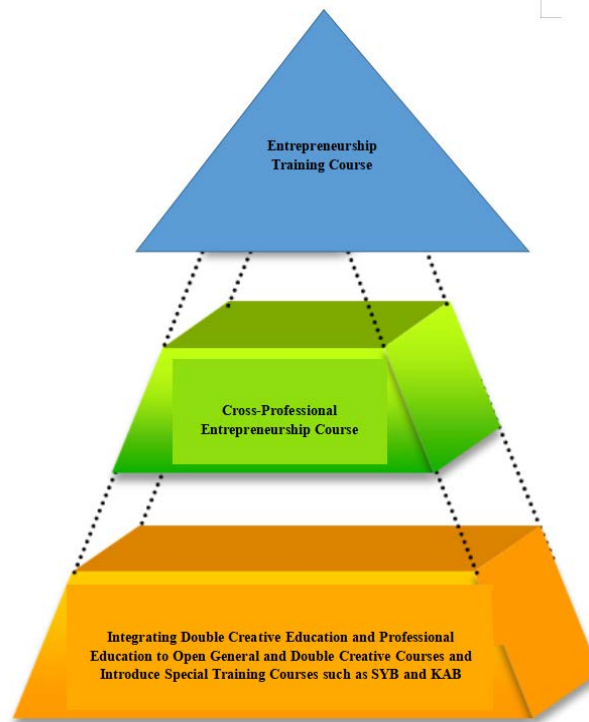 Entrepreneurship
Training Course
Cross-Professional
Entrepreneurship Course
Integrating Double Creative Education and Professional
Education to Open General and Double Creative Courses and
Introduce Special Training Courses such as SYB and KAB